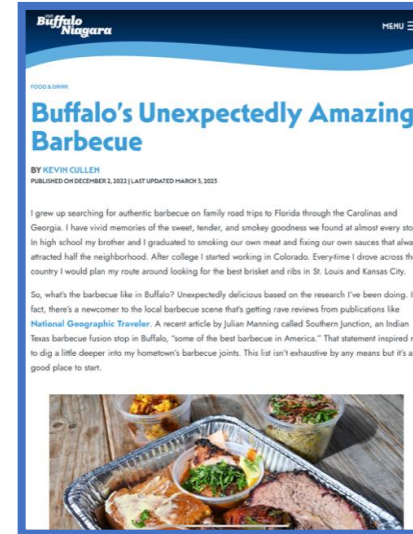 Visit
Buffalo
Niagara
MENU
FOOD & DRINK
Buffalo's Unexpectedly Amazing
Barbecue
BY KEVIN CULLEN
PUBLISHED ON DECEMBER 2, 2022 | LAST UPDATED MARCH 3, 2025
I grew up searching for authentic barbecue on family road trips to Florida through the Carolinas and
Georgia. I have vivid memories of the sweet, tender, and smokey goodness we found at almost every
In high school my brother and I graduated to smoking our own meat and fixing our own sauces that
attracted half the neighborhood. After college I started working in Colorado. Every-time I drove across
country I would plan my route around looking for the best brisket and ribs in St. Louis and Kansas City.
So, what's the barbecue like in Buffalo? Unexpectedly delicious based on the research I've been doing.
fact, there's a newcomer to the local barbecue scene that's getting rave reviews from publications like
National Geographic Traveler. A recent article by Julian Manning called Southern Junction, an Indian
Texas barbecue fusion stop in Buffalo, "some of the best barbecue in America." That statement inspired
to dig a little deeper into my hometown's barbecue joints. This list isn't exhaustive by any means but it's
good place to start.